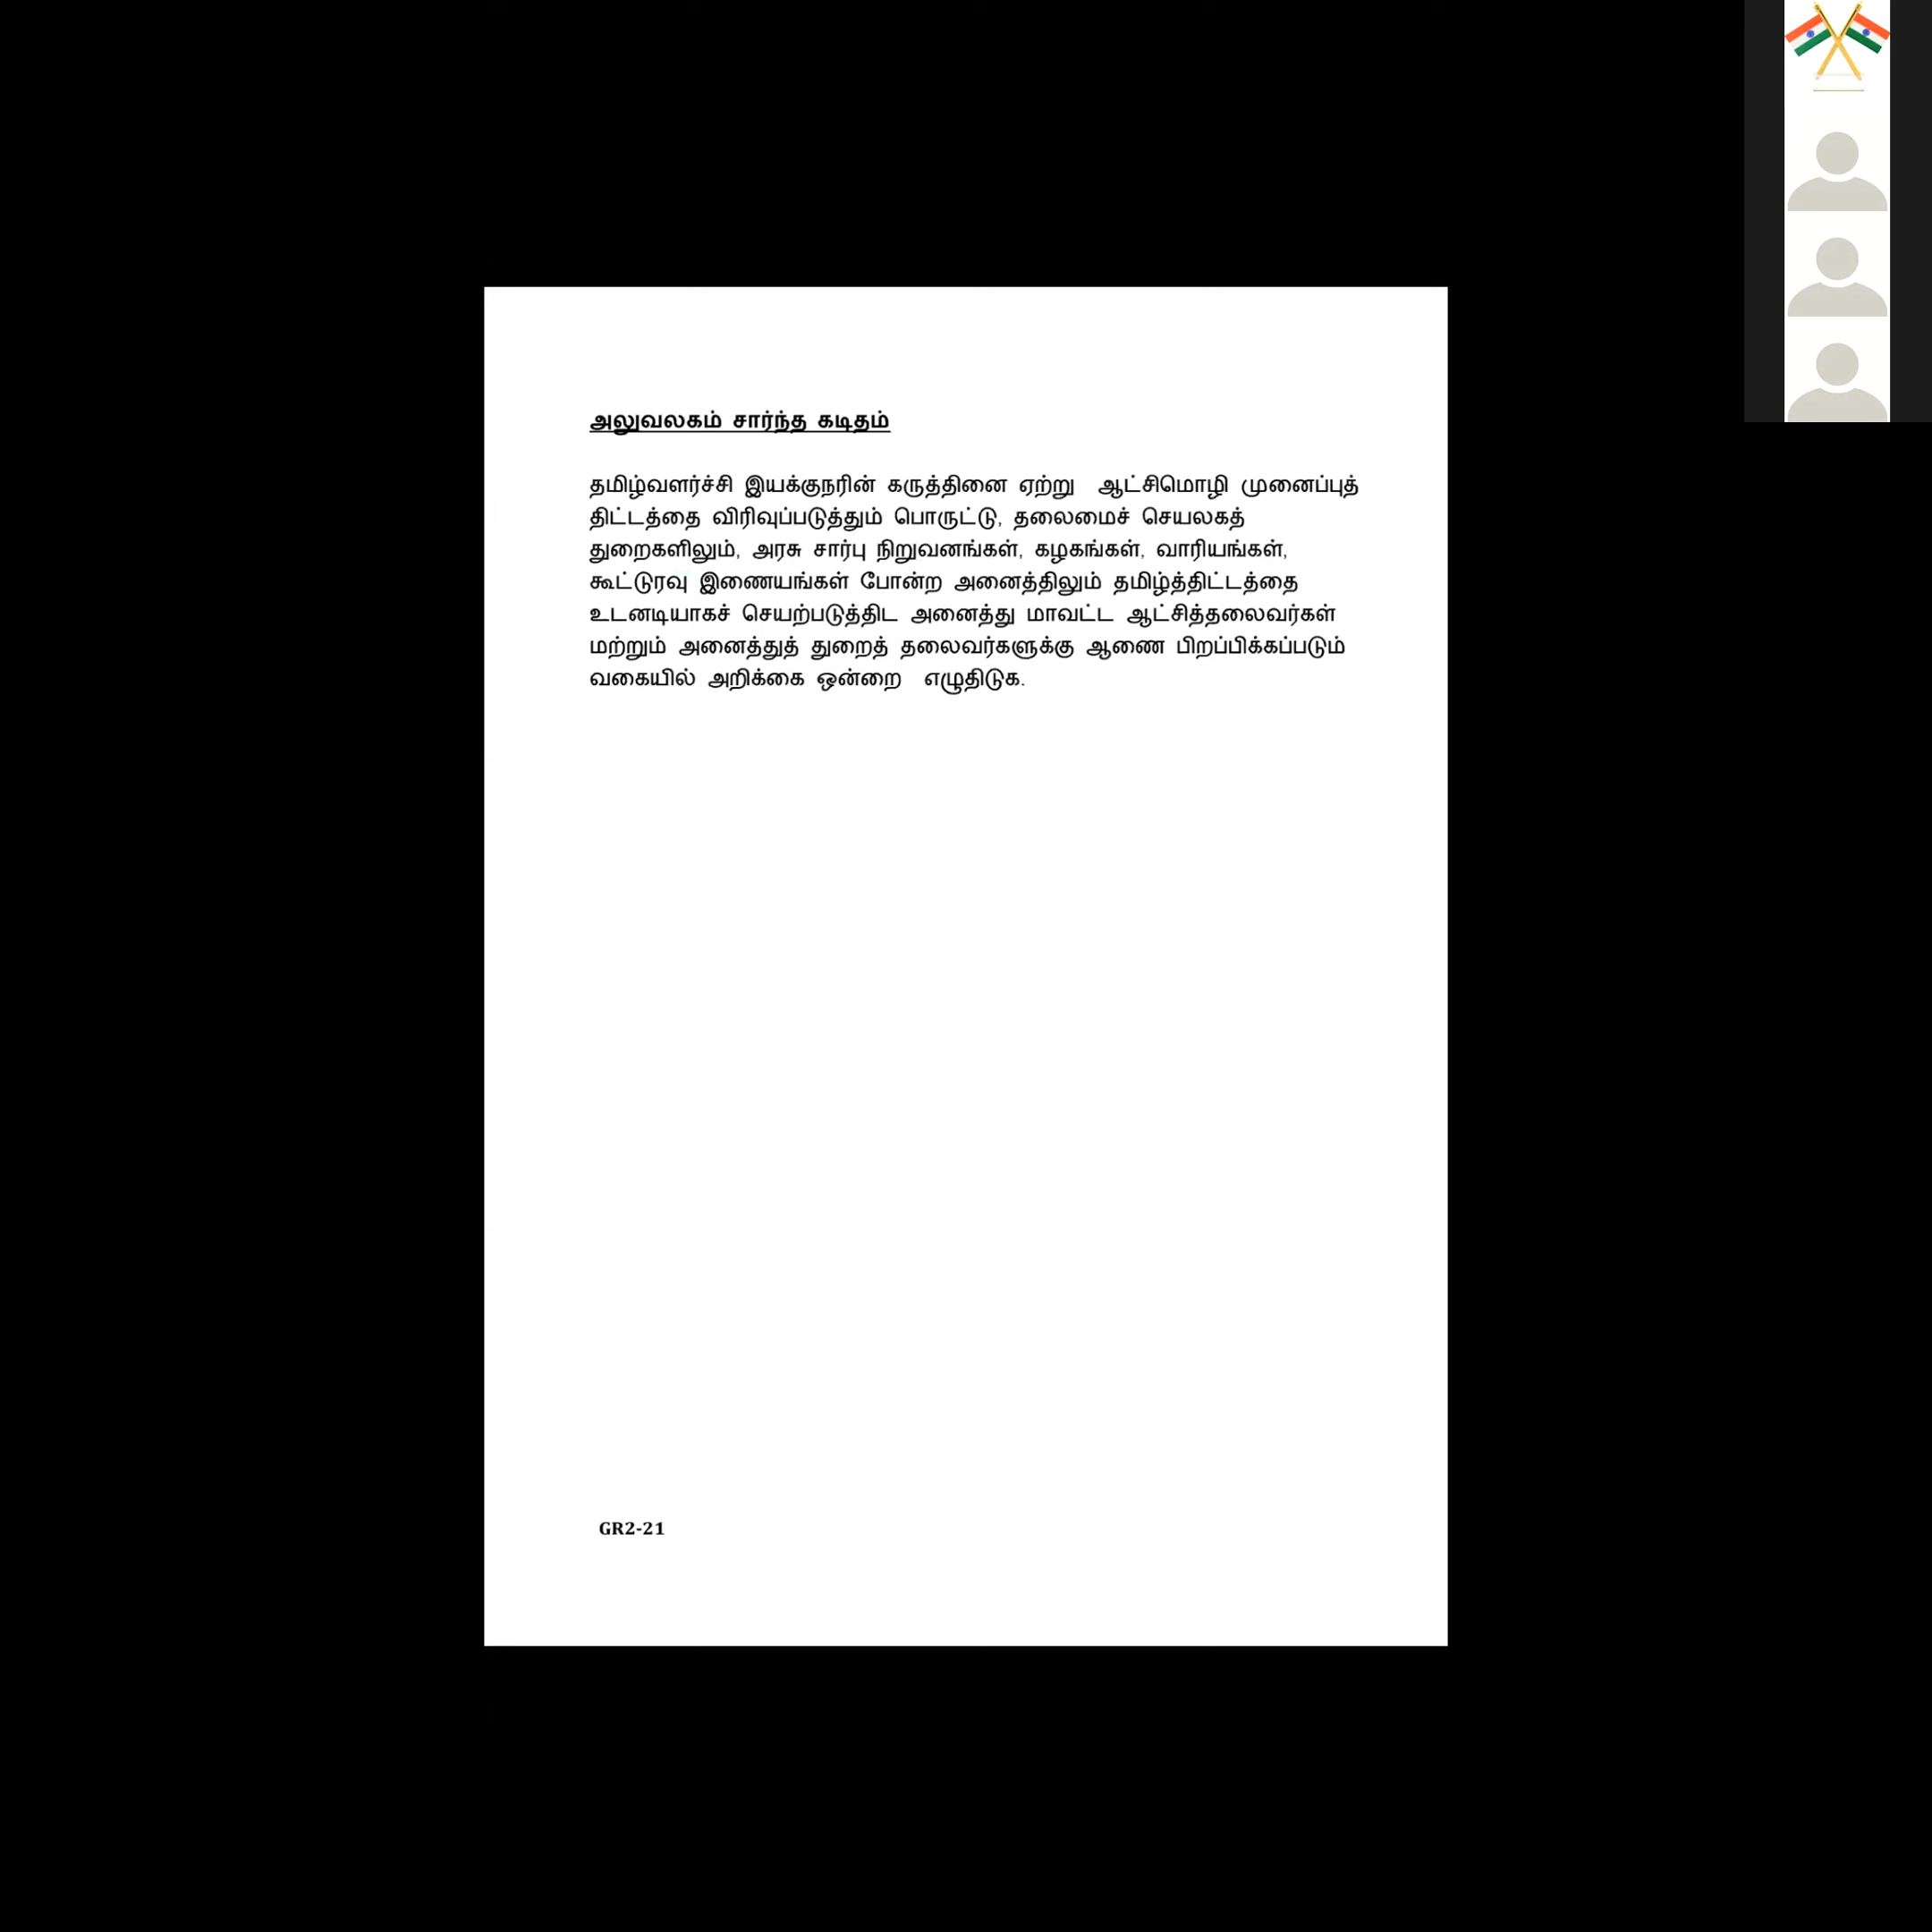 அலுவலகம் சார்ந்த கடிதம்
தமிழ்வளர்ச்சி இயக்குநரின் கருத்தினை ஏற்று ஆட்சிமொழி முனைப்புத்
திட்டத்தை விரிவுப்படுத்தும் பொருட்டு, தலைமைச் செயலகத்
துறைகளிலும், அரசு சார்பு நிறுவனங்கள், கழகங்கள், வாரியங்கள்,
கூட்டுரவு இணையங்கள் போன்ற அனைத்திலும் தமிழ்த்திட்டத்தை
உடனடியாகச் செயற்படுத்திட அனைத்து மாவட்ட ஆட்சித்தலைவர்கள்
மற்றும் அனைத்துத் துறைத் தலைவர்களுக்கு ஆணை பிறப்பிக்கப்படும்
வகையில் அறிக்கை ஒன்றை எழுதிடுக.
GR2-21